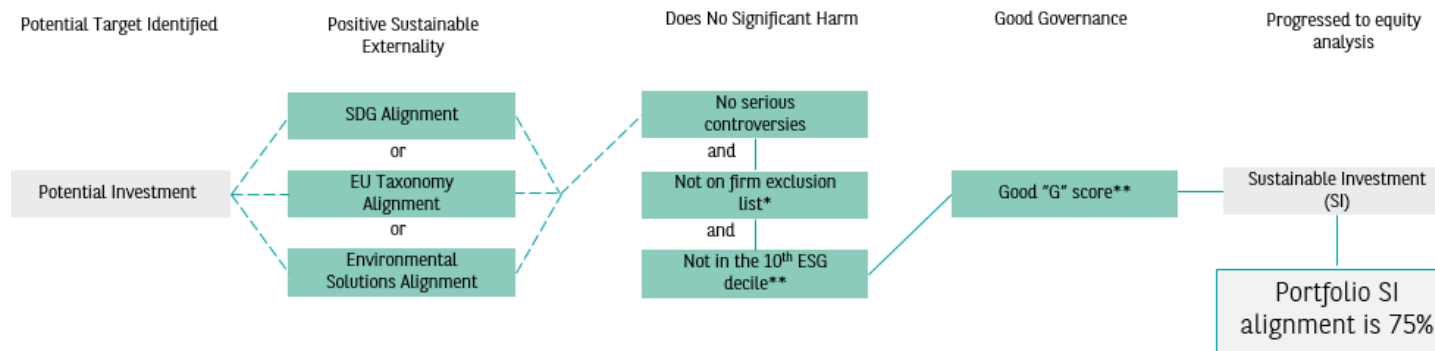 Potential Target Identified
Positive Sustainable
Externality
Does No Significant Harm
Good Governance
Progressed to equity
analysis
Potential Investment
SDG Alignment
or
EU Taxonomy
Alignment
or
Environmental
Solutions Alignment
No serious
controversies
and
Not on firm exclusion
list*
and
Not in the 10th ESG
decile**
Good "G" score**
Sustainable Investment
(SI)
Portfolio SI
alignment is 75%